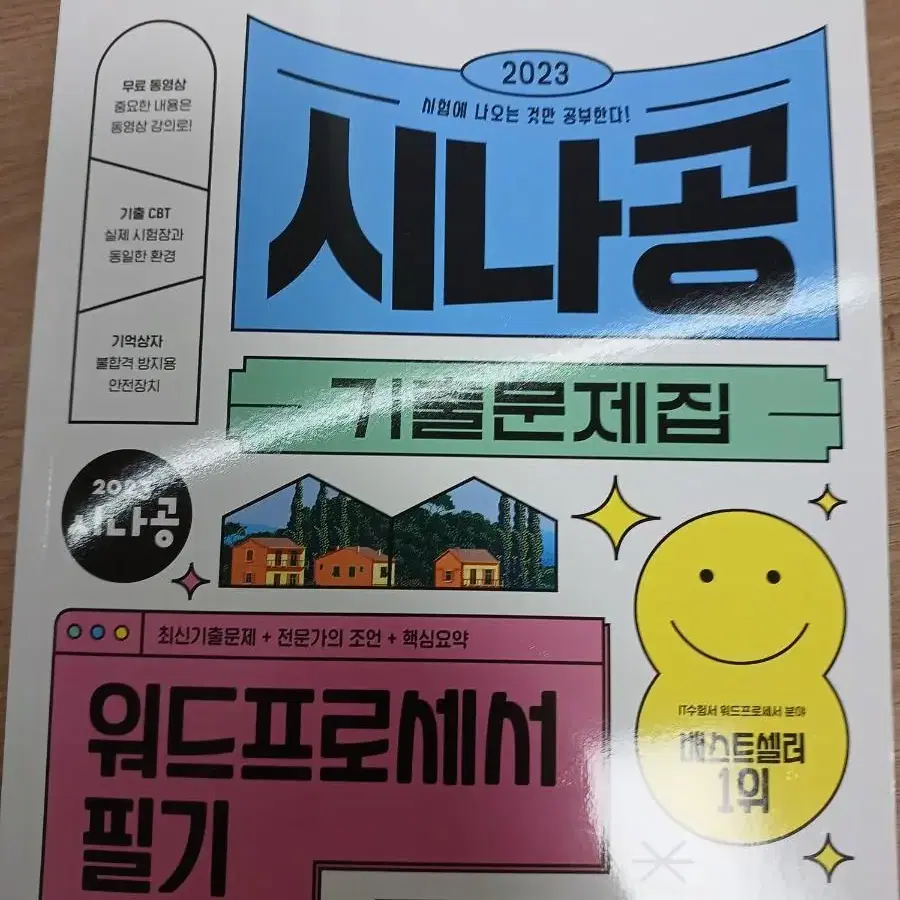 무료 동영상
중요한 내용은
동영상 강의로!
기출 CBT
실제 시험장과
동일한 환경
기억상자
불합격 방지용
안전장치
2023
시험에 나오는 것만 공부한다!
시나공
기출문제집
2023
시나공
최신기출문제 + 전문가의 조언 + 핵심요약
워드프로세서
필기
IT수험서 워드프로세서 분야
베스트셀러
1위